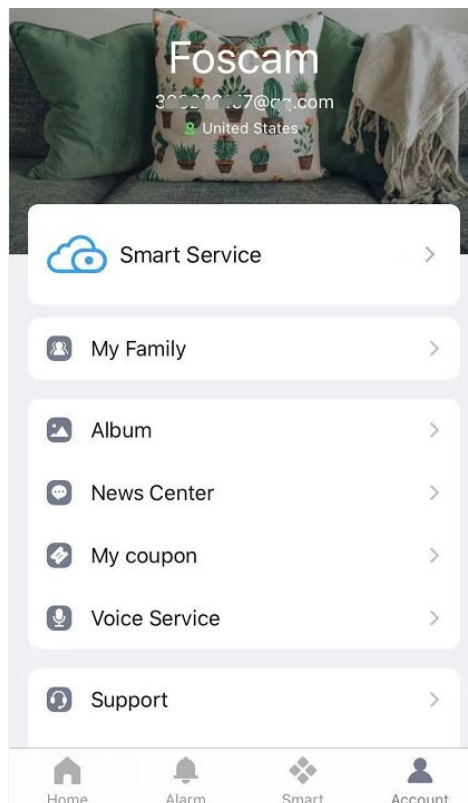 Foscam
United States
Smart Service
My Family
Album
News Center
My coupon
Voice Service
Support
Home
Alarm
Smart
Account